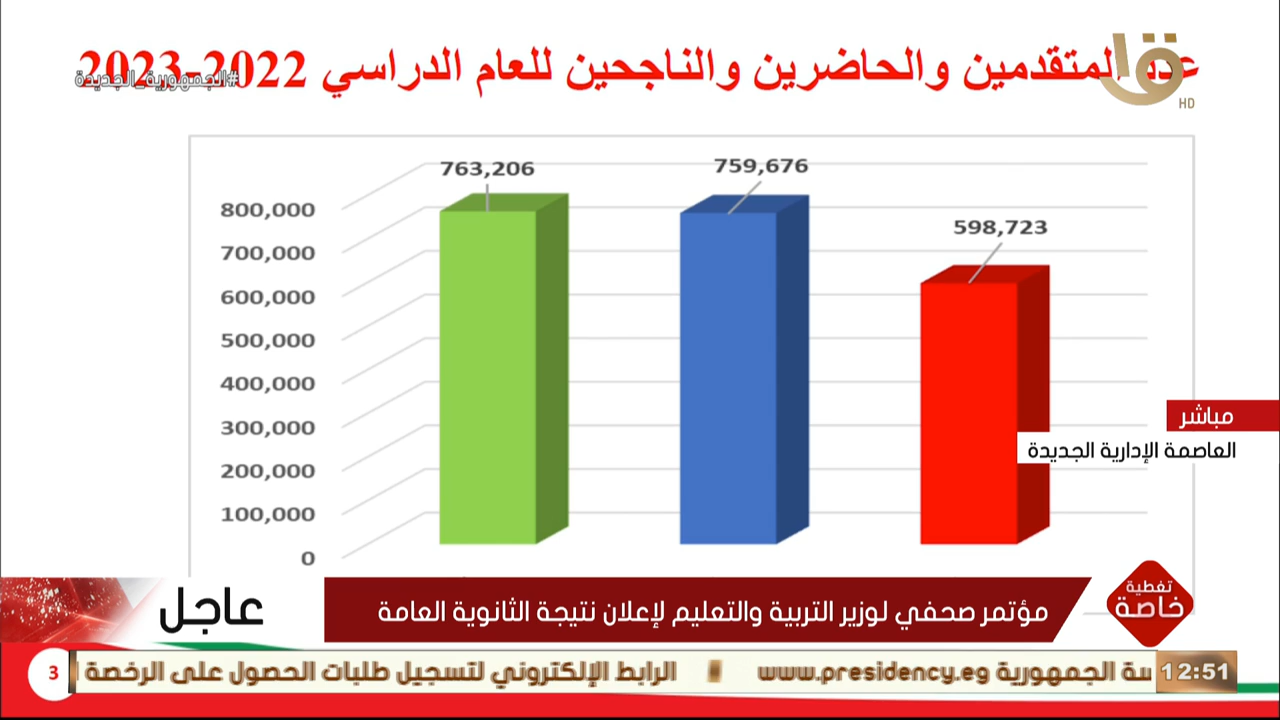 عدد المتقدمين والحاضرين والناجحين للعام الدراسي 2022-2023
#الجمهورية_الجديدة
HD
763,206
759,676
598,723
800,000
700,000
600,000
500,000
400,000
300,000
200,000
100,000
0
مباشر
العاصمة الإدارية الجديدة
تغطية
خاصة
مؤتمر صحفي لوزير التربية والتعليم لإعلان نتيجة الثانوية العامة
عاجل
12:51
الجمهورية www.presidency.eg الرابط الإلكتروني لتسجيل طلبات الحصول على الرخصة
3